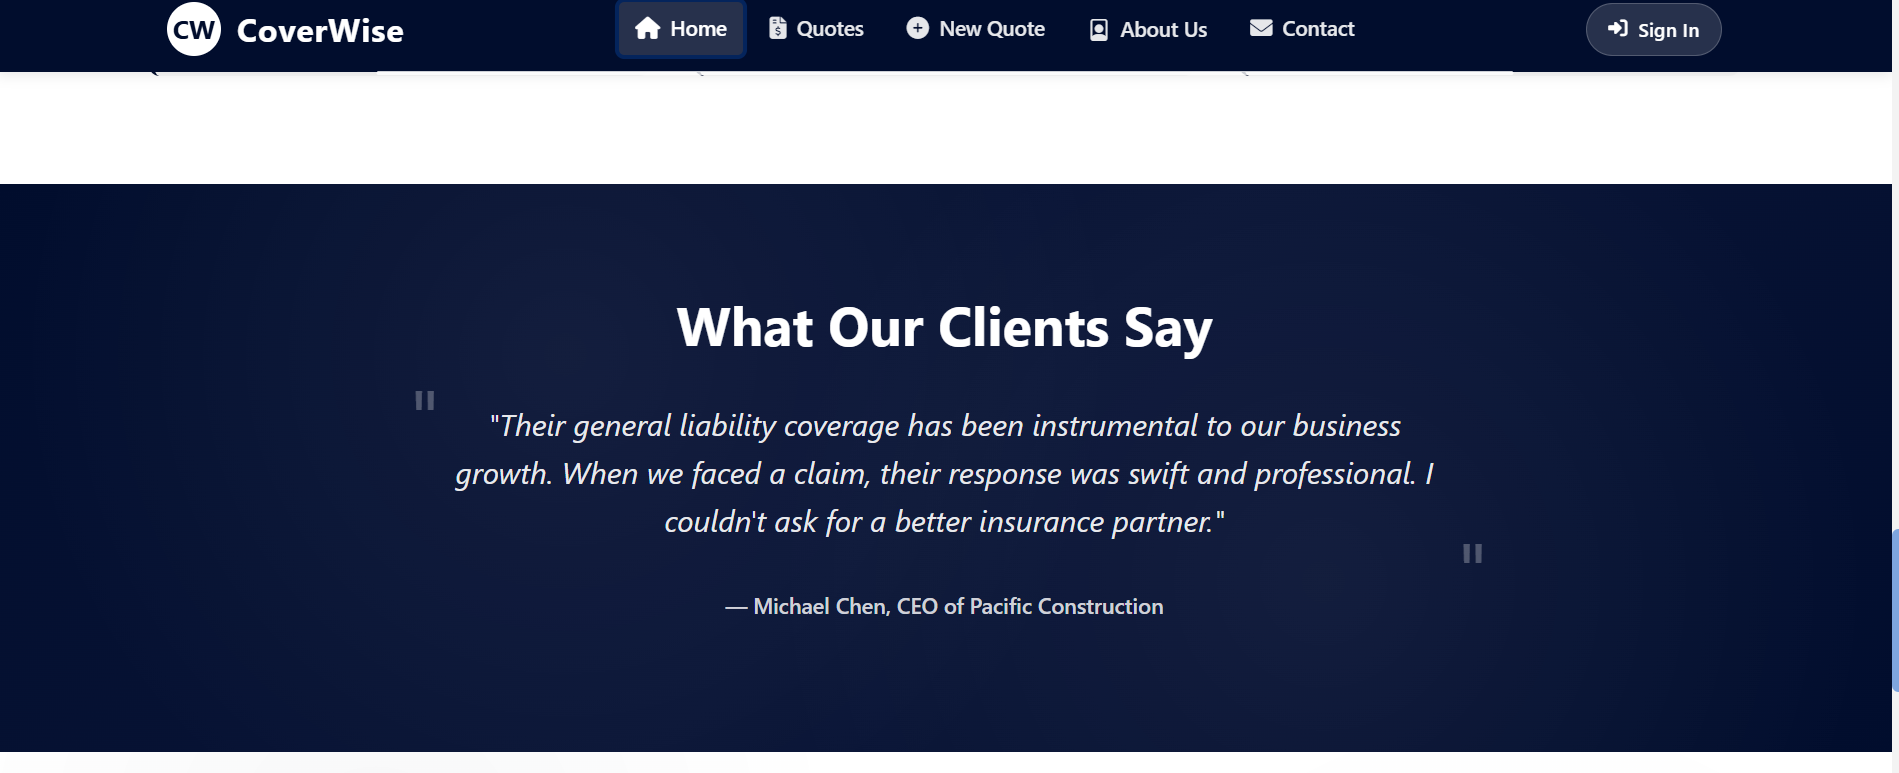 CW CoverWise Home Quotes New Quote About Us Contact Sign In
What Our Clients Say
"
"Their general liability coverage has been instrumental to our business
growth. When we faced a claim, their response was swift and professional. I
couldn't ask for a better insurance partner."
"
— Michael Chen, CEO of Pacific Construction